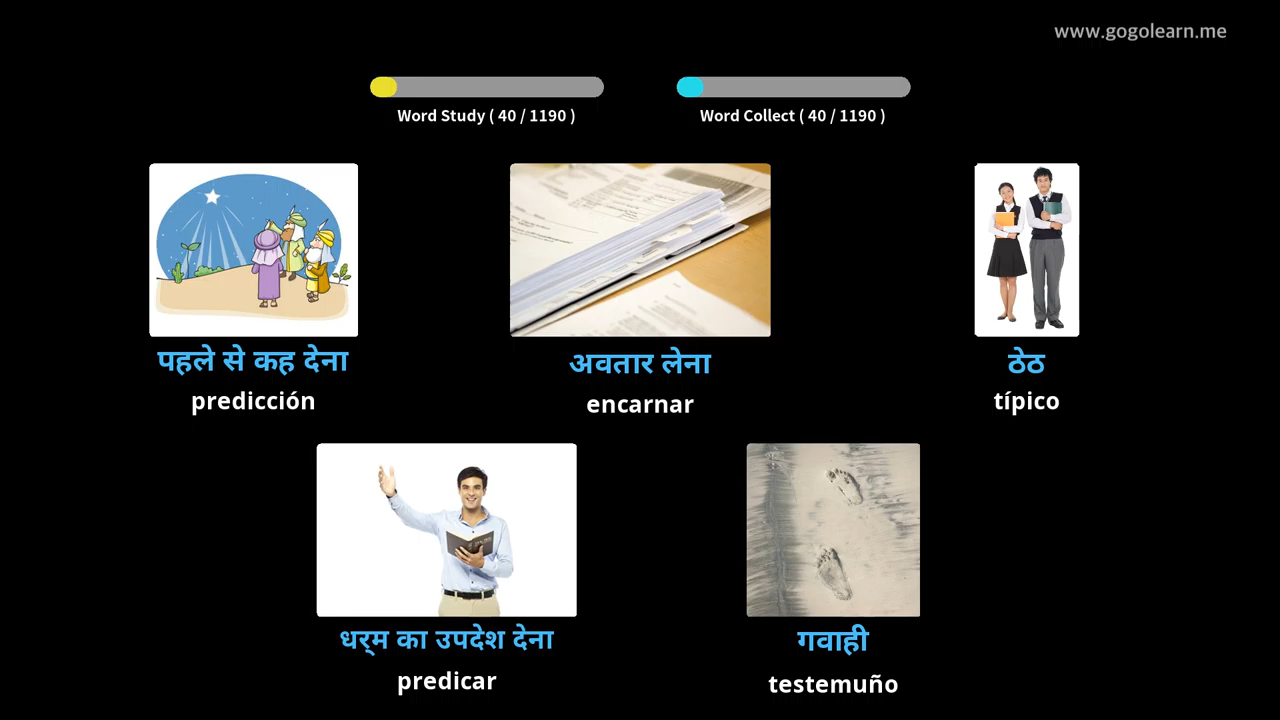 www.gogolearn.me
Word Study ( 40 / 1190 )
Word Collect ( 40 / 1190 )
पहले से कह देना
predicción
अवतार लेना
encarnar
ठेठ
típico
धर्म का उपदेश देना
predicar
गवाही
testemuño